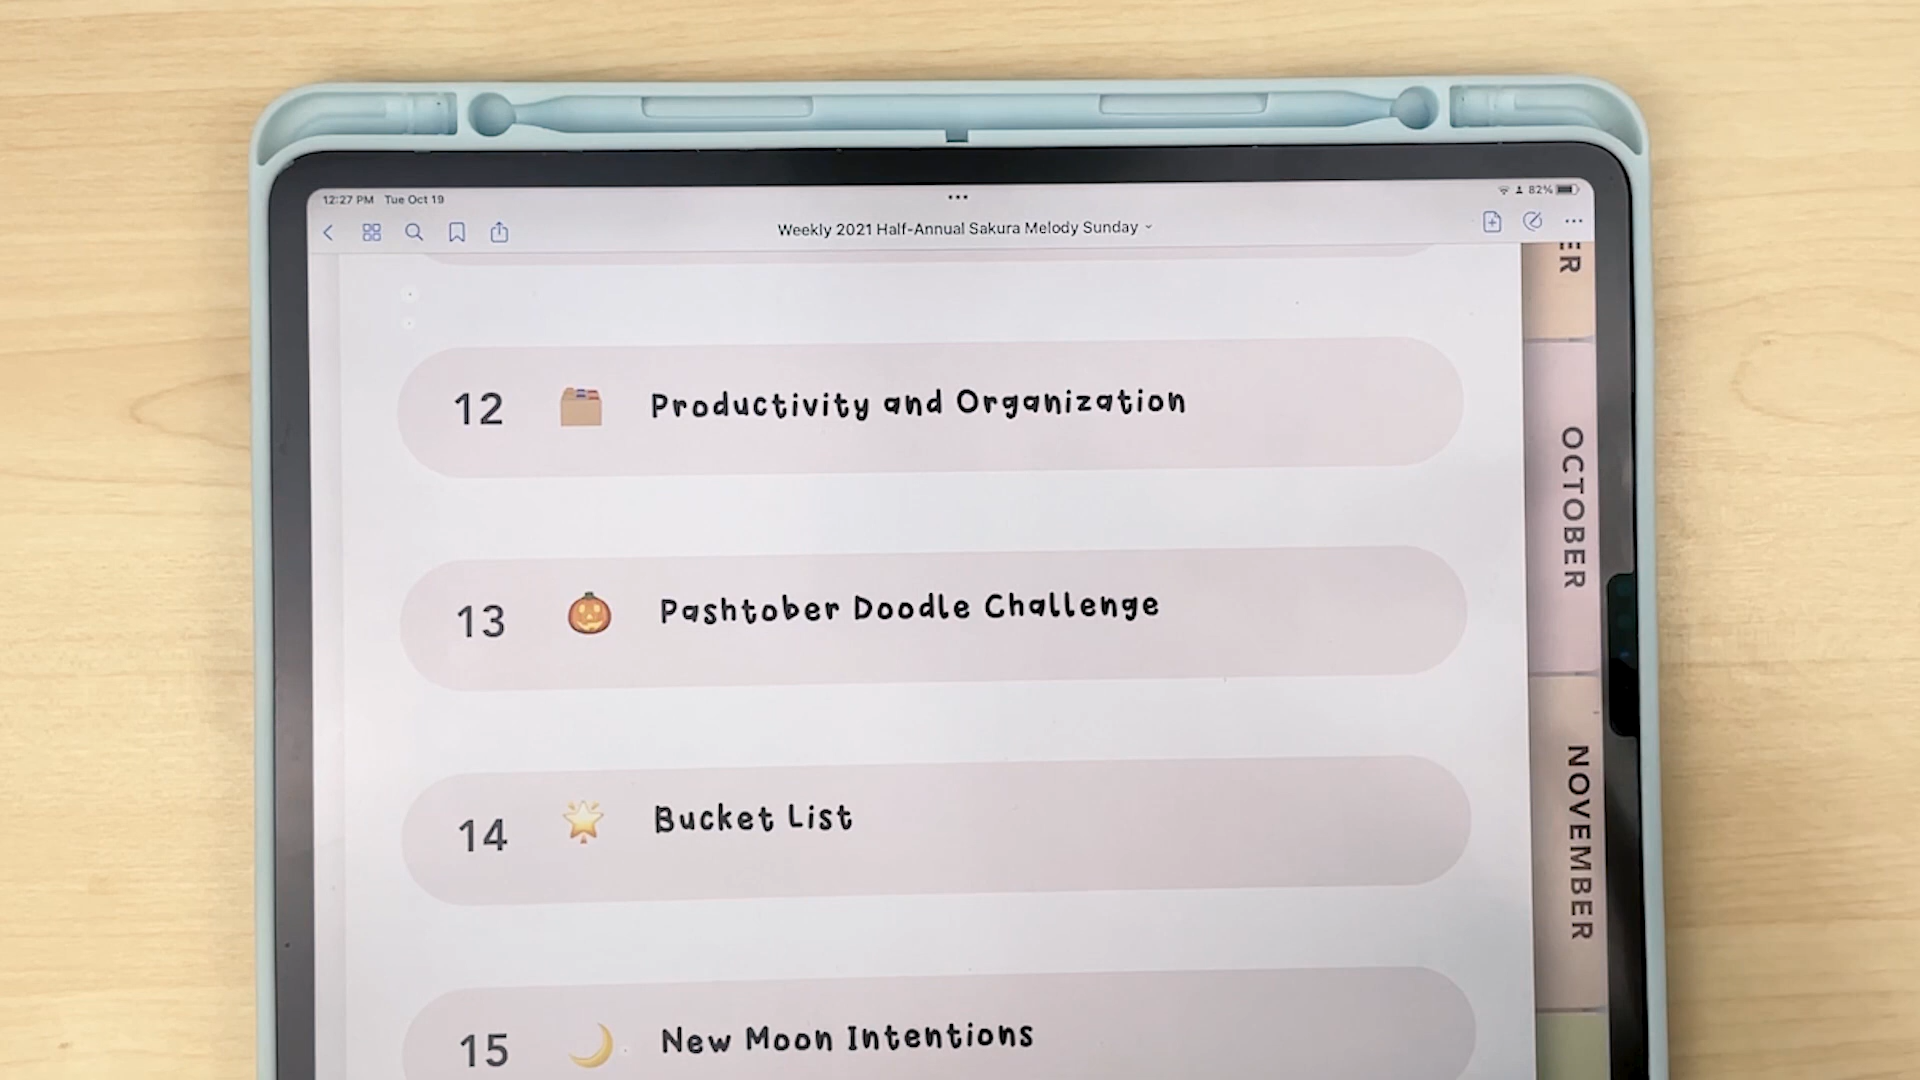 12:27 PM Tue Oct 19
82%
Weekly 2021 Half-Annual Sakura Melody Sunday
ER
12 Productivity and Organization
OCTOBER
13 Pashtober Doodle Challenge
14 Bucket List
NOVEMBER
15 New Moon Intentions